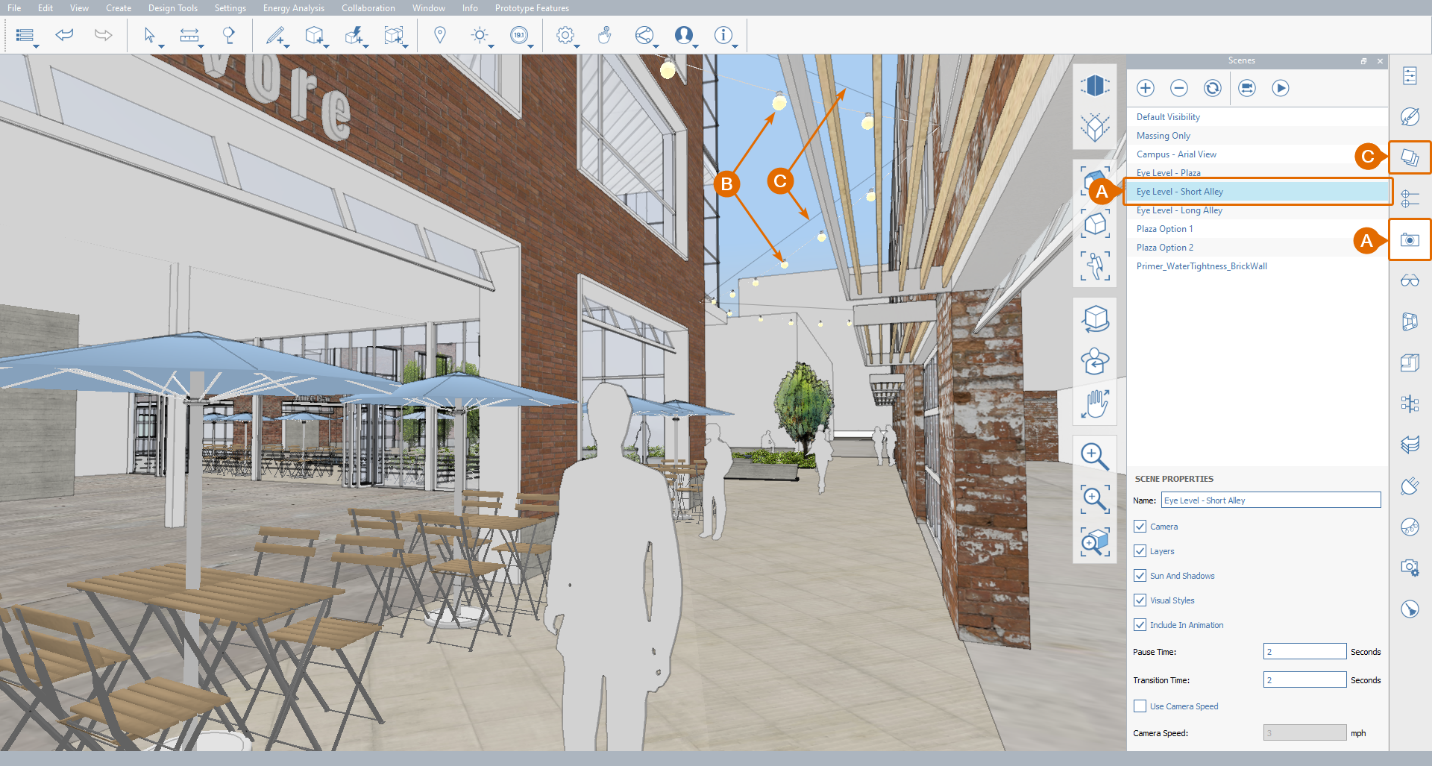 File Edit View Create Design Tools Settings Energy Analysis Collaboration Window Info Prototype Features
19.1
Scenes
vore
Default Visibility
Massing Only
Campus - Arial View
C
Eye Level - Plaza
B C
A Eye Level - Short Alley
Eye Level - Long Alley
Plaza Option 1
A
Plaza Option 2
Primer_WaterTightness_BrickWall
SCENE PROPERTIES
Name: Eye Level - Short Alley
Camera
Layers
Sun And Shadows
Visual Styles
Include In Animation
Pause Time: 2 Seconds
Transition Time: 2 Seconds
Use Camera Speed
Camera Speed: 3 mph